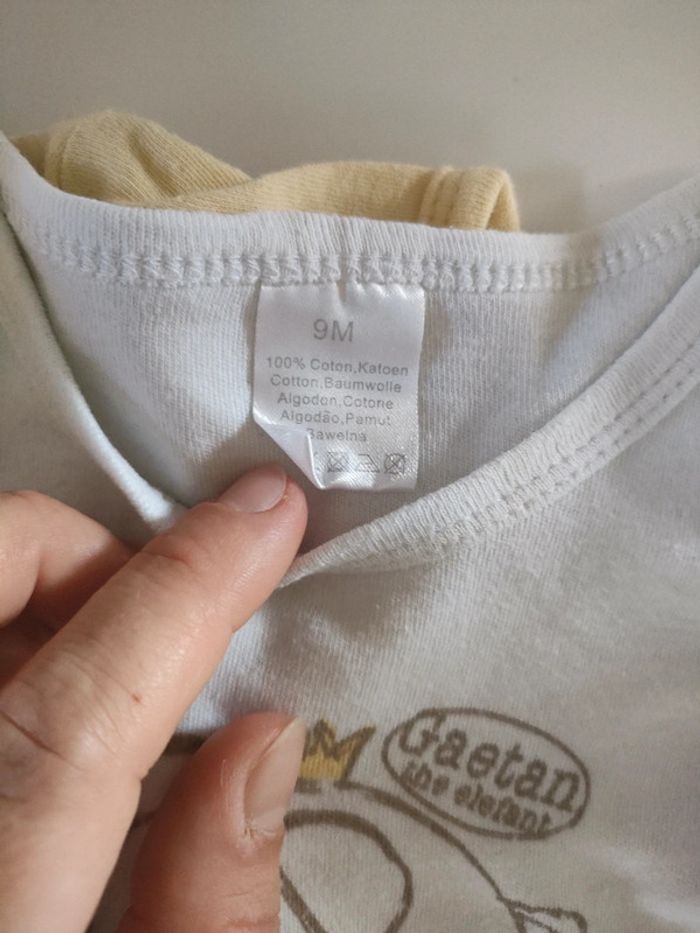 9M
100% Coton,Katoen
Cotton,Baumwolle
Algodon,Cotone
Algodão,Pamut
Bawełna
Gaetan
the elefant